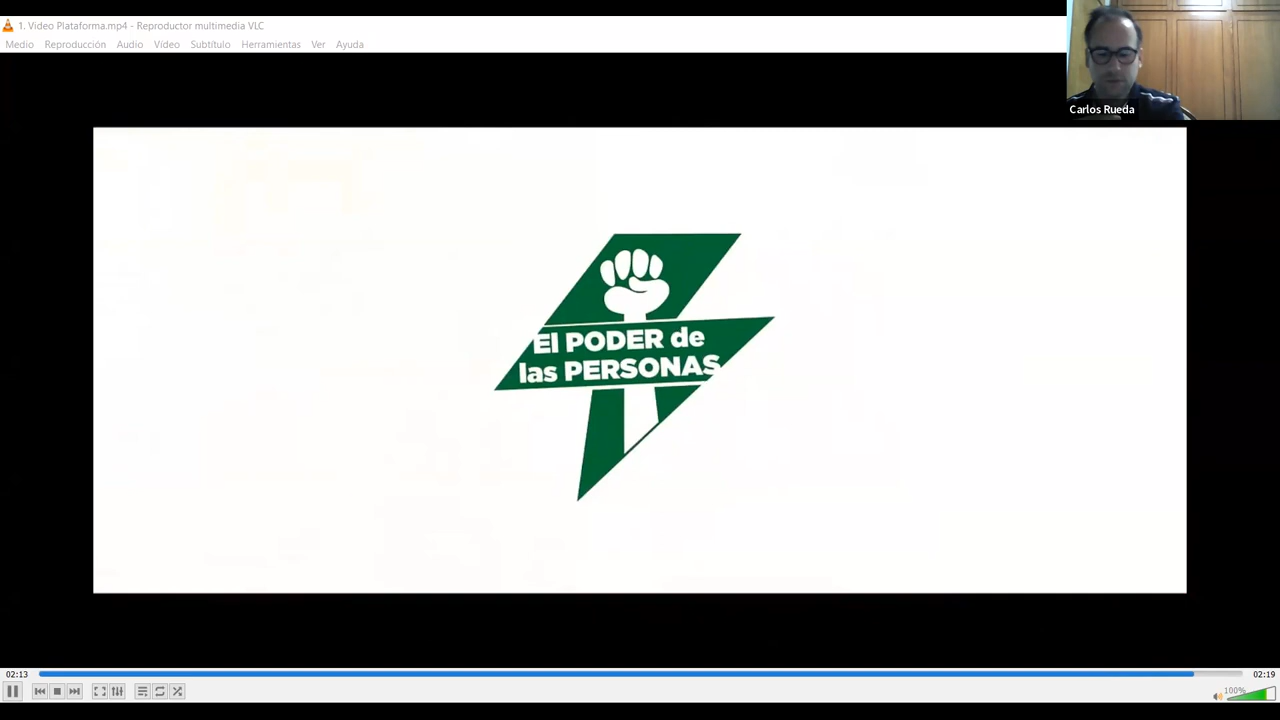 1. Video Plataforma.mp4 - Reproductor multimedia VLC
Medio Reproducción Audio Vídeo Subtítulo Herramientas Ver Ayuda
Carlos Rueda
El PODER de
las PERSONAS
02:13
02:19
100%